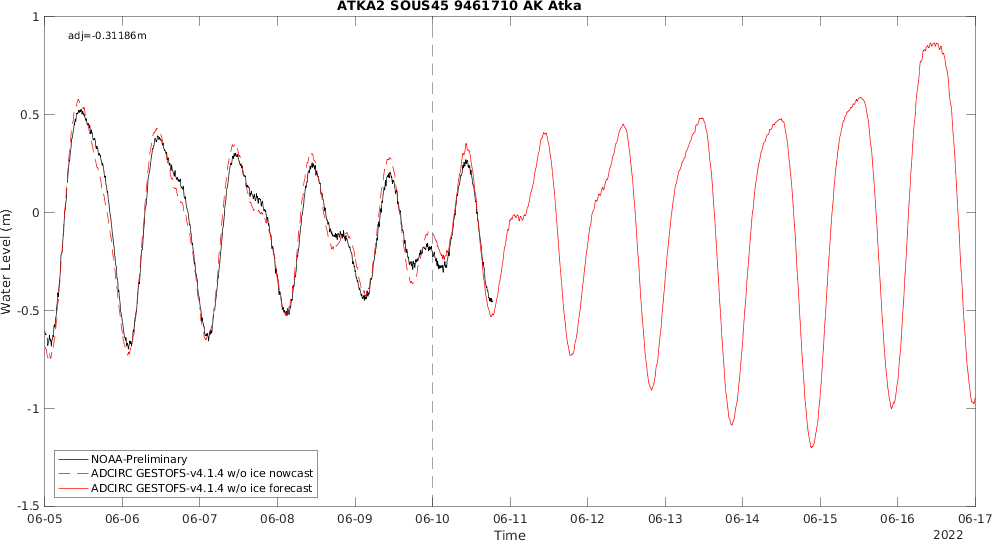 ATKA2 SOUS45 9461710 AK Atka
adj=-0.31186m
1
0.5
0
-0.5
-1
-1.5
Water Level (m)
NOAA-Preliminary
ADCIRC GESTOFS-v4.1.4 w/o ice nowcast
ADCIRC GESTOFS-v4.1.4 w/o ice forecast
06-05 06-06 06-07 06-08 06-09 06-10 06-11 06-12 06-13 06-14 06-15 06-16 06-17
Time
2022